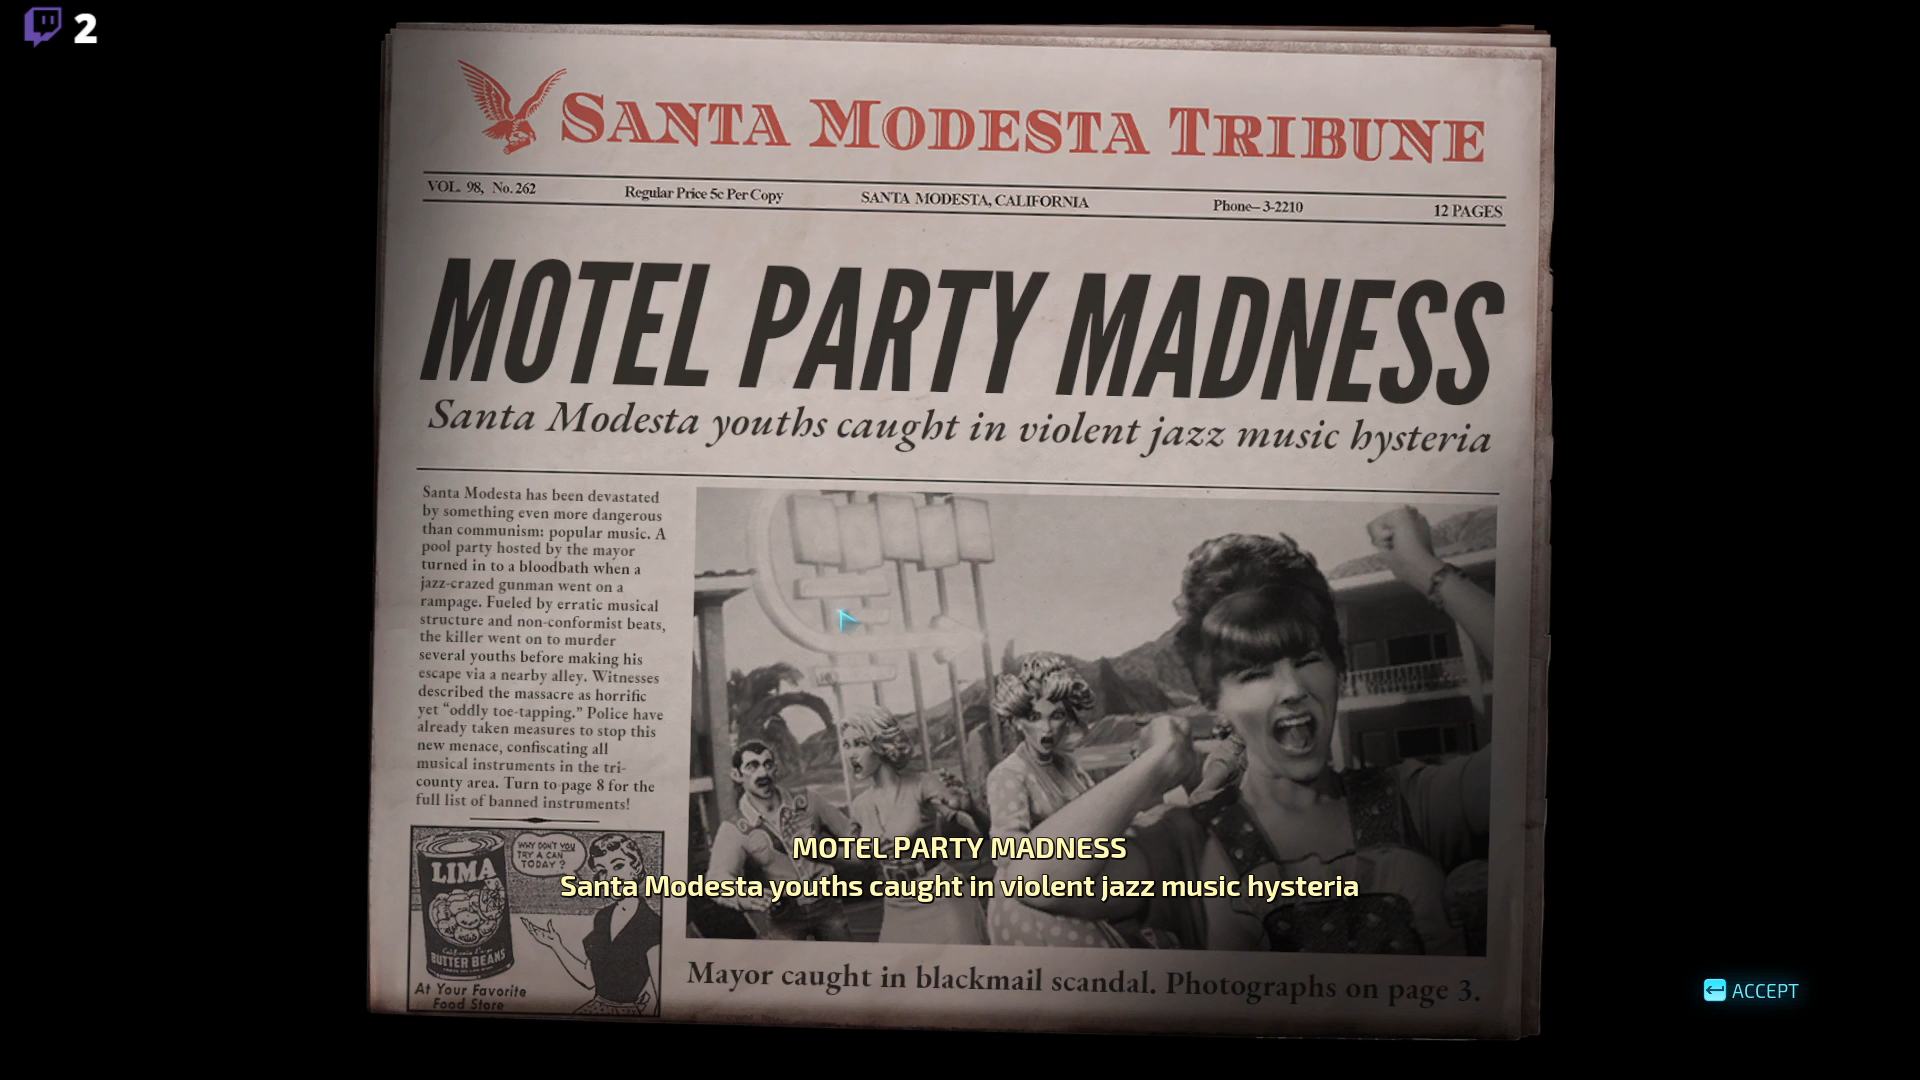 2
SANTA MODESTA TRIBUNE
VOL. 98, No. 262 Regular Price 5c Per Copy SANTA MODESTA, CALIFORNIA Phone–3-2210 12 PAGES
MOTEL PARTY MADNESS
Santa Modesta youths caught in violent jazz music hysteria
Santa Modesta has been devastated
by something even more dangerous
than communism: popular music. A
pool party hosted by the mayor
turned in to a bloodbath when a
jazz-crazed gunman went on a
rampage. Fueled by erratic musical
structure and non-conformist beats,
the killer went on to murder
several youths before making his
escape via a nearby alley. Witnesses
described the massacre as horrific
yet “oddly toe-tapping.” Police have
already taken measures to stop this
new menace, confiscating all
musical instruments in the tri-
county area. Turn to page 8 for the
full list of banned instruments!
WHY DON'T YOU
TRY A CAN
TODAY?
LIMA
BUTTER BEANS
At Your Favorite
Food Store
MOTEL PARTY MADNESS
Santa Modesta youths caught in violent jazz music hysteria
Mayor caught in blackmail scandal. Photographs on page 3.
ACCEPT